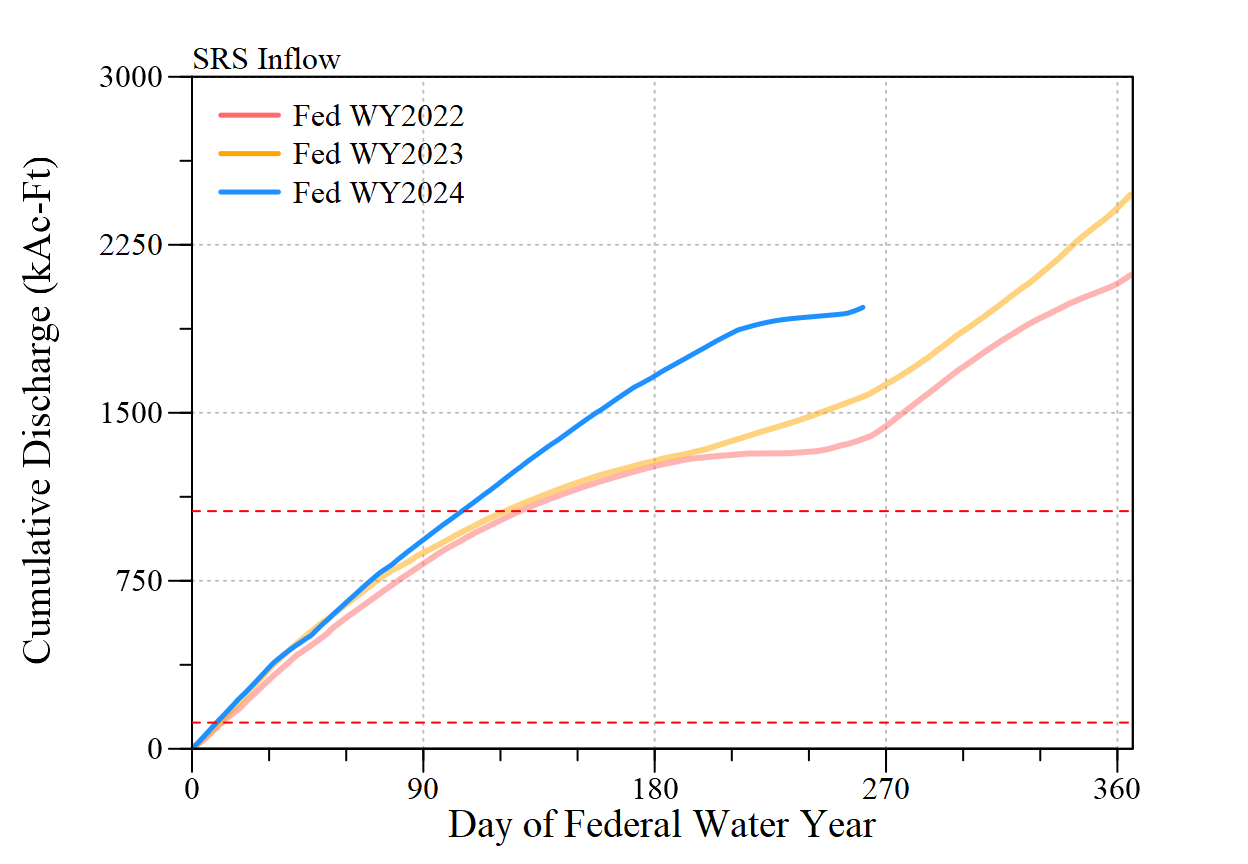 SRS Inflow
3000
2250
1500
750
0
Cumulative Discharge (kAc-Ft)
Fed WY2022
Fed WY2023
Fed WY2024
0 90 180 270 360
Day of Federal Water Year